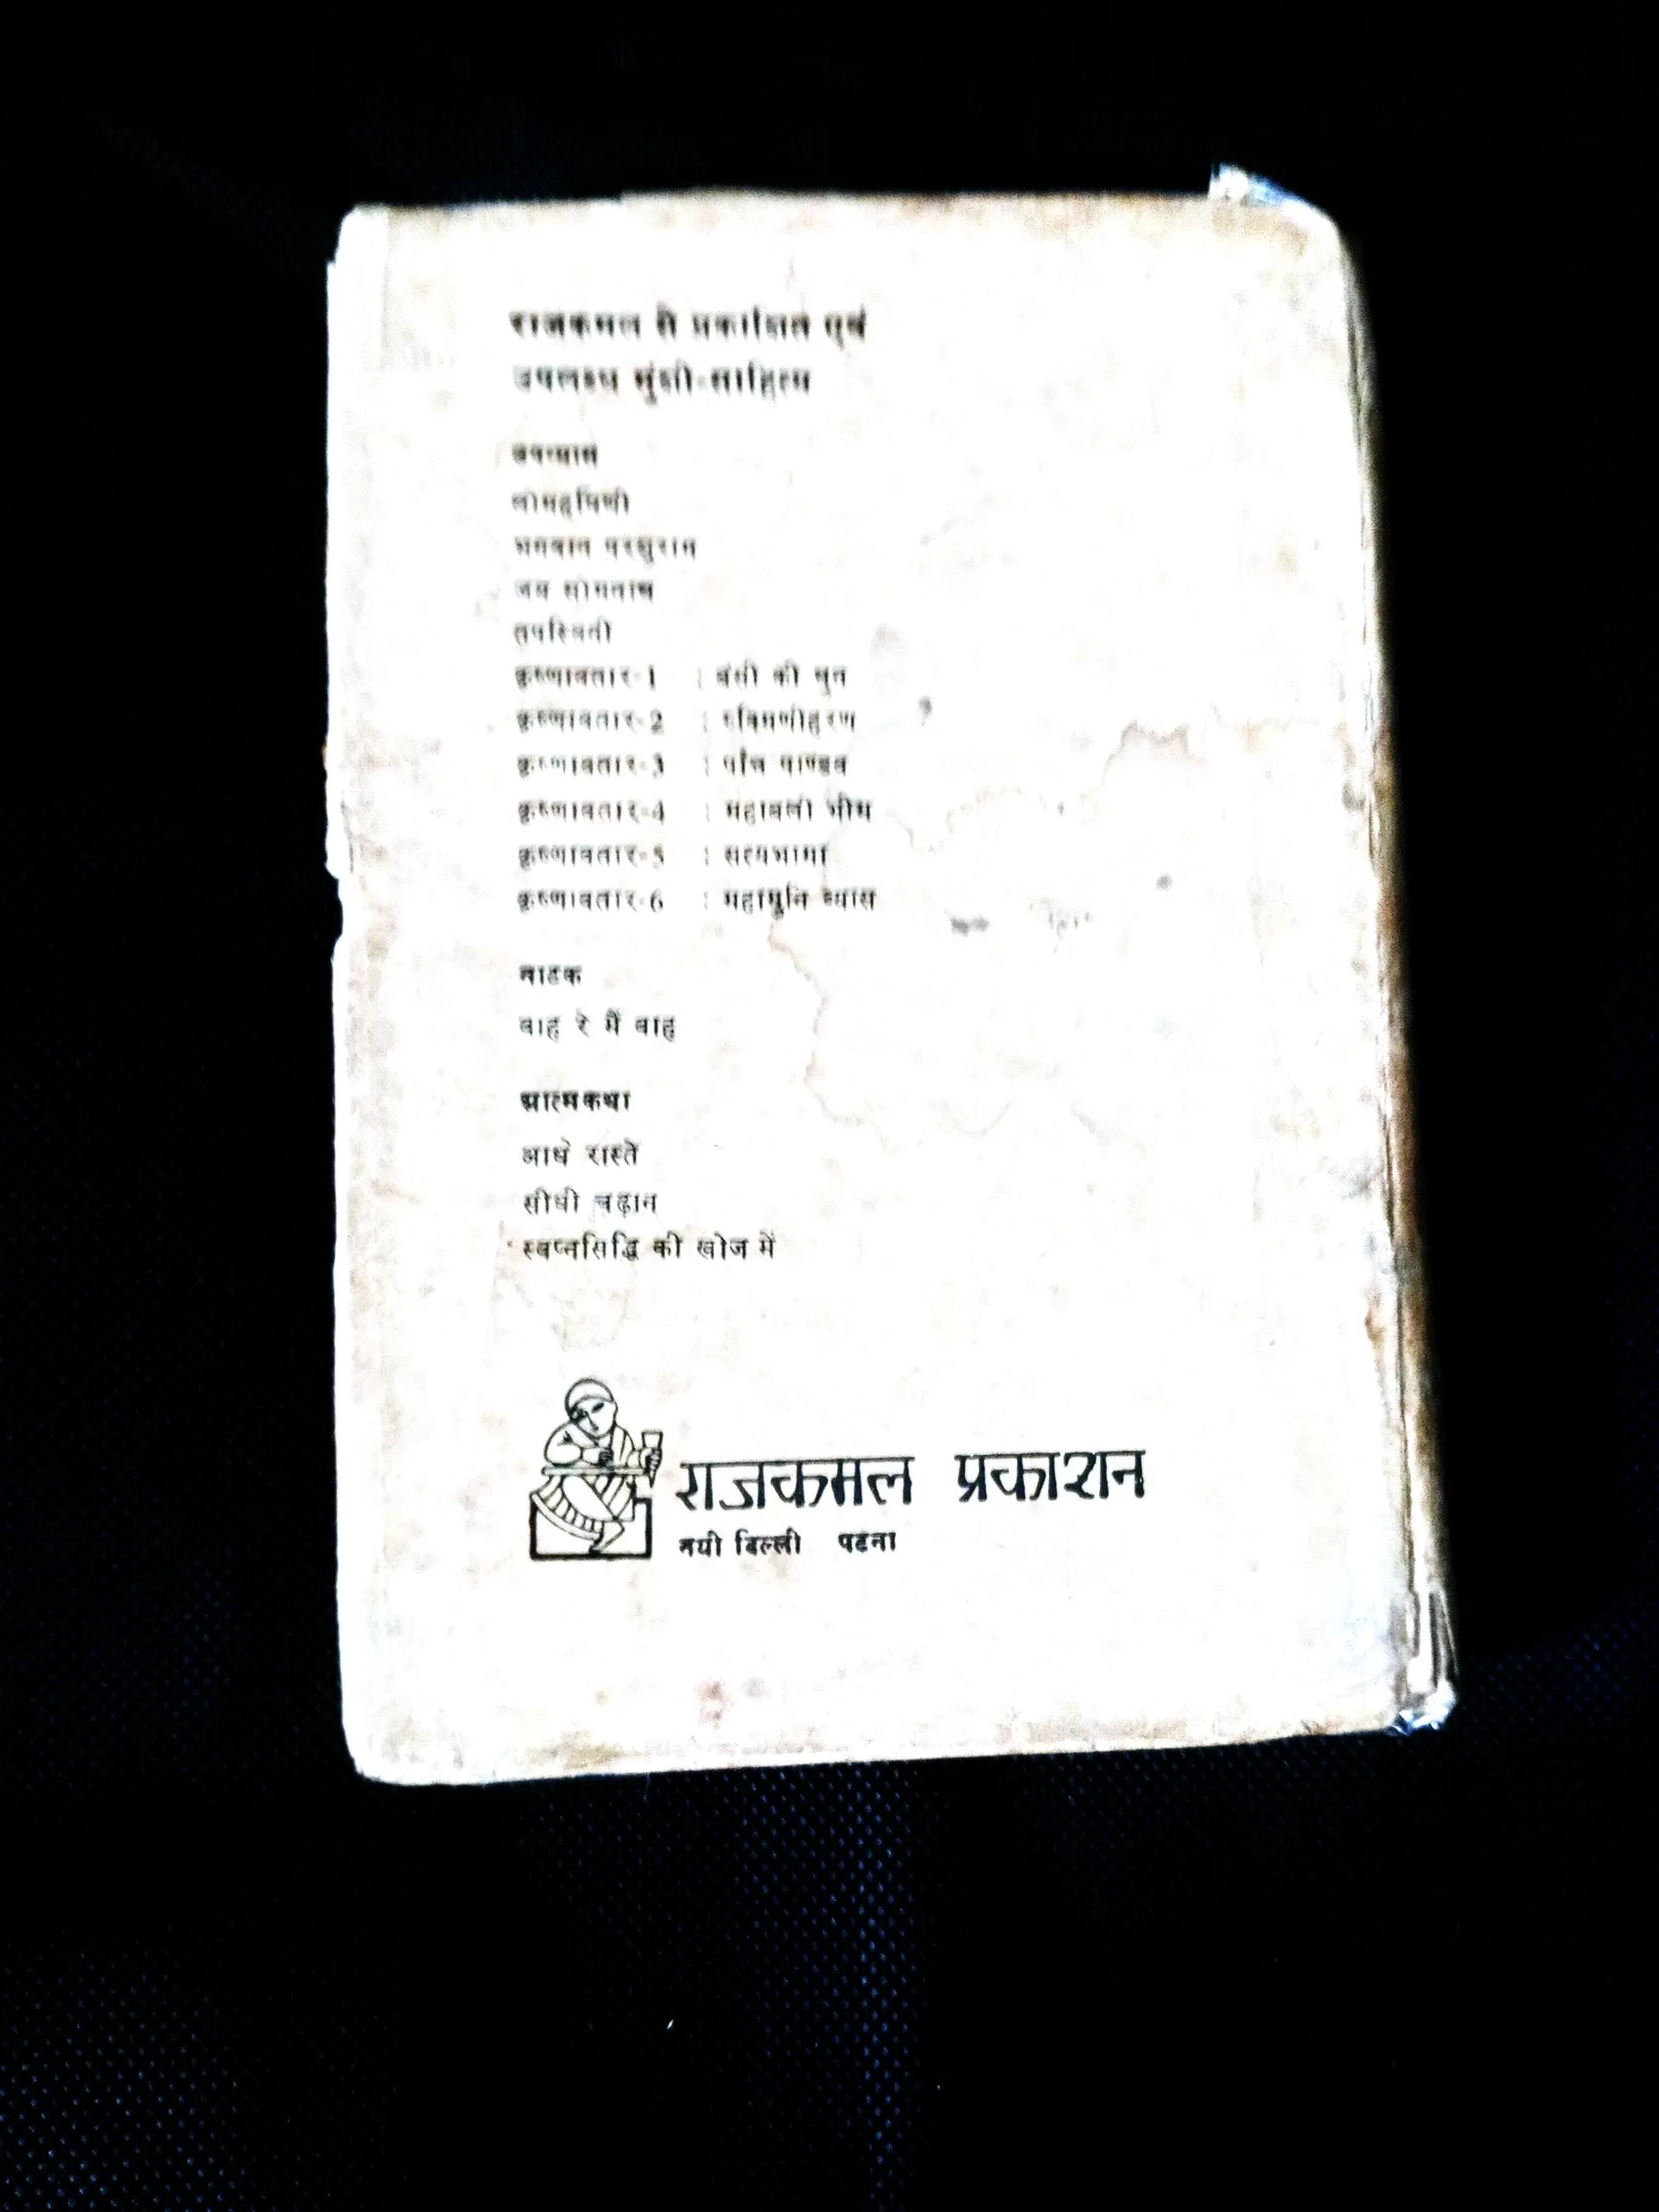 राजकमल से प्रकाशित एवं
उपलब्ध मुंशी-साहित्य
उपन्यास
लोमहर्षिणी
भगवान परशुराम
जय सोमनाथ
तपस्विनी
कृष्णावतार-1 : बंसी की धुन
कृष्णावतार-2 : रुक्मिणीहरण
कृष्णावतार-3 : पाँच पाण्डव
कृष्णावतार-4 : महाबली भीम
कृष्णावतार-5 : सत्यभामा
कृष्णावतार-6 : महामुनि व्यास
नाटक
वाह रे मैं वाह
आत्मकथा
आधे रास्ते
सीधी चढ़ान
स्वप्नसिद्धि की खोज में
राजकमल प्रकाशन
नयी दिल्ली पटना